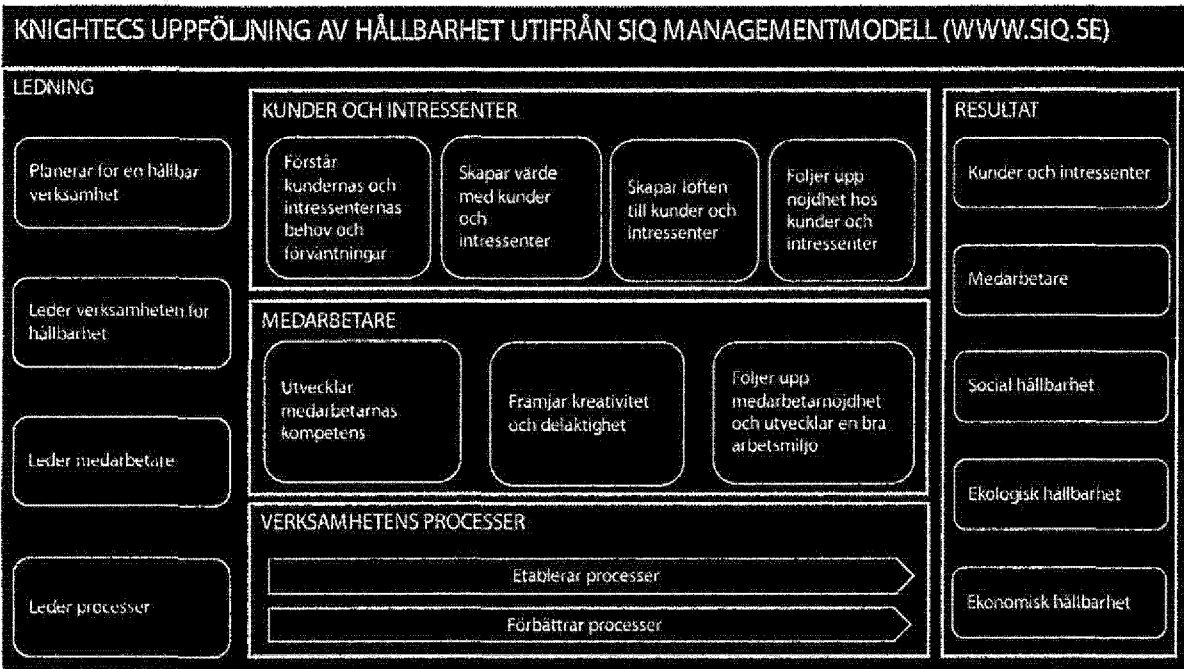 KNIGHTECS UPPFÖLJNING AV HÅLLBARHET UTIFRÅN SIQ MANAGEMENTMODELL (WWW.SIQ.SE)
LEDNING
Planerar för en hållbar
verksamhet
Leder verksamheten för
hållbarhet
Leder medarbetare
Leder processer
KUNDER OCH INTRESSENTER
Förstår
kundernas och
intressenternas
behov och
förväntningar
Skapar värde
med kunder
och
intressenter
Skapar löften
till kunder och
intressenter
Följer upp
nöjdhet hos
kunder och
intressenter
MEDARBETARE
Utvecklar
medarbetarnas
kompetens
Främjar kreativitet
och delaktighet
Följer upp
medarbetarnöjdhet
och utvecklar en bra
arbetsmiljö
VERKSAMHETENS PROCESSER
Etablerar processer
Förbättrar processer
RESULTAT
Kunder och intressenter
Medarbetare
Social hållbarhet
Ekologisk hållbarhet
Ekonomisk hållbarhet